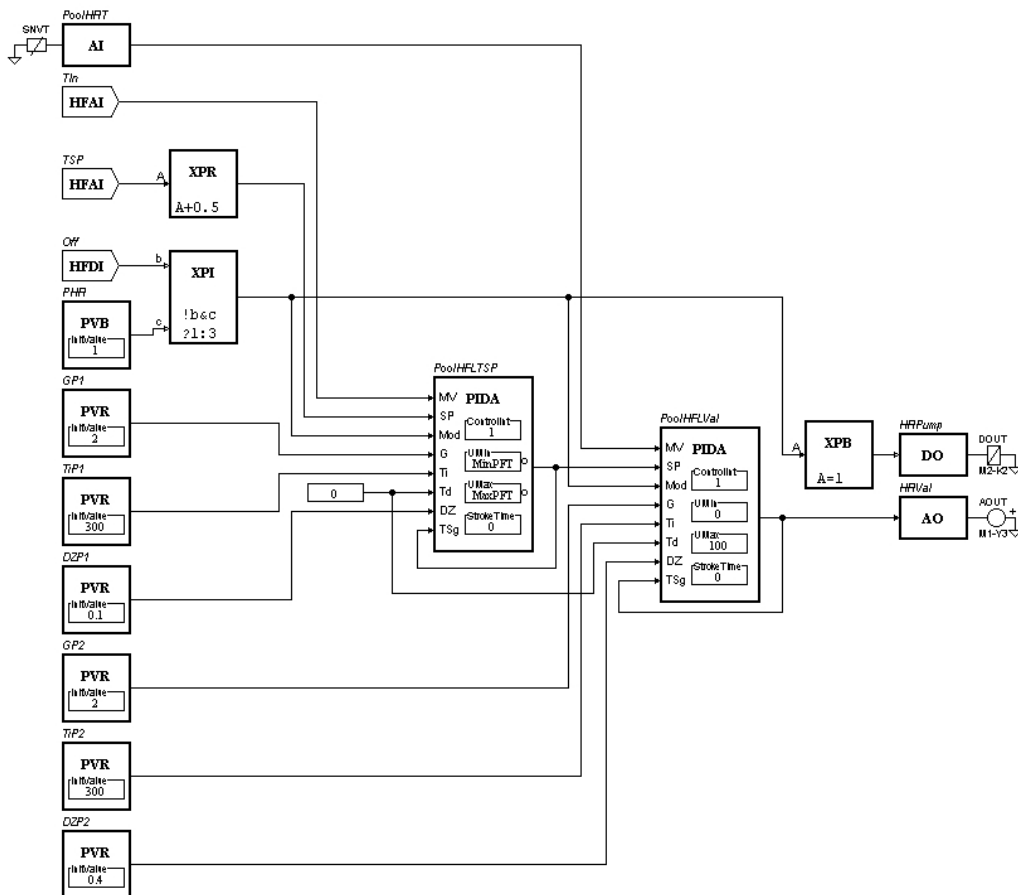 PoolHRT
SNVT
AI
TIn
HFAI
TSP
HFAI
A
XPR
A+0.5
Off
HFDI
b
XPI
!b&c
?1:3
PHR
PVB
InitValue
1
c
GP1
PVR
InitValue
2
TiP1
PVR
InitValue
300
DZP1
PVR
InitValue
0.1
GP2
PVR
InitValue
2
TiP2
PVR
InitValue
300
DZP2
PVR
InitValue
0.4
0
PoolHFLTSP
PIDA
MV
SP
Mod
G
Ti
Td
DZ
TSg
ControlInt
1
UMin
MinPFT
UMax
MaxPFT
StrokeTime
0
PoolHFLVal
PIDA
MV
SP
Mod
G
Ti
Td
DZ
TSg
ControlInt
1
UMin
0
UMax
100
StrokeTime
0
A
XPB
A=1
HRPump
DO
DOUT
M2-K2
HRVal
AO
AOUT
+
M1-Y3